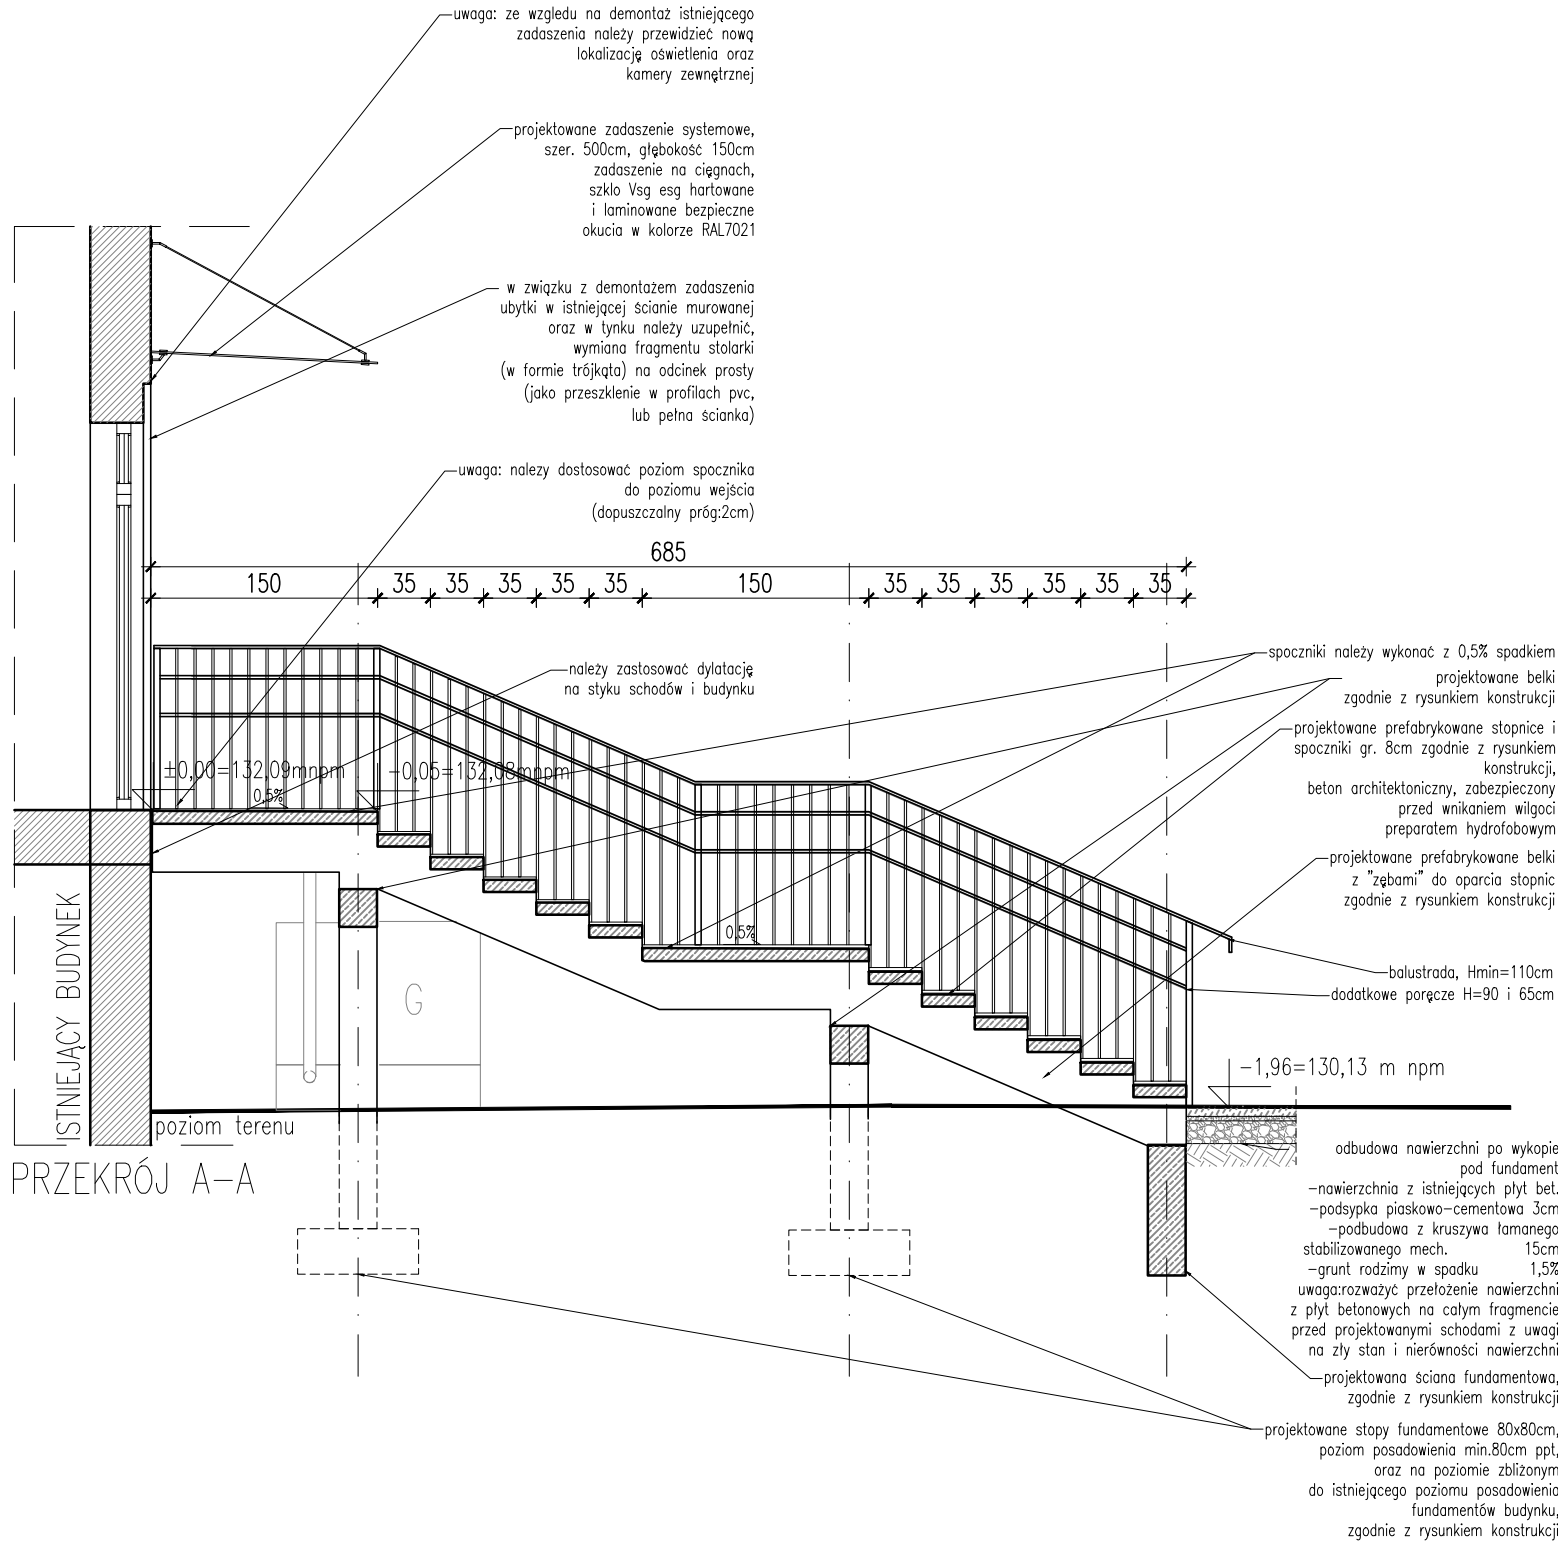 uwaga: ze wzgledu na demontaż istniejącego
zadaszenia należy przewidzieć nową
lokalizację oświetlenia oraz
kamery zewnętrznej
projektowane zadaszenie systemowe,
szer. 500cm, głębokość 150cm
zadaszenie na cięgnach,
szklo Vsg esg hartowane
i laminowane bezpieczne
okucia w kolorze RAL7021
w związku z demontażem zadaszenia
ubytki w istniejącej ścianie murowanej
oraz w tynku należy uzupełnić,
wymiana fragmentu stolarki
(w formie trójkąta) na odcinek prosty
(jako przeszklenie w profilach pvc,
lub pełna ścianka)
uwaga: nalezy dostosować poziom spocznika
do poziomu wejścia
(dopuszczalny próg:2cm)
685
150 35 35 35 35 35 150 35 35 35 35 35 35
należy zastosować dylatację
na styku schodów i budynku
±0,00=132,09mnpm
-0,05=132,08mnpm
0,5%
0,5%
spoczniki należy wykonać z 0,5% spadkiem
projektowane belki
zgodnie z rysunkiem konstrukcji
projektowane prefabrykowane stopnice i
spoczniki gr. 8cm zgodnie z rysunkiem
konstrukcji,
beton architektoniczny, zabezpieczony
przed wnikaniem wilgoci
preparatem hydrofobowym
projektowane prefabrykowane belki
z "zębami" do oparcia stopnic
zgodnie z rysunkiem konstrukcji
balustrada, Hmin=110cm
dodatkowe poręcze H=90 i 65cm
G
ISTNIEJĄCY BUDYNEK
-1,96=130,13 m npm
poziom terenu
PRZEKRÓJ A-A
odbudowa nawierzchni po wykopie
pod fundament
-nawierzchnia z istniejących płyt bet.
-podsypka piaskowo-cementowa 3cm
-podbudowa z kruszywa łamanego
stabilizowanego mech. 15cm
-grunt rodzimy w spadku 1,5%
uwaga:rozważyć przełożenie nawierzchni
z płyt betonowych na całym fragmencie
przed projektowanymi schodami z uwagi
na zły stan i nierówności nawierzchni
projektowana ściana fundamentowa,
zgodnie z rysunkiem konstrukcji
projektowane stopy fundamentowe 80x80cm,
poziom posadowienia min.80cm ppt,
oraz na poziomie zbliżonym
do istniejącego poziomu posadowienia
fundamentów budynku,
zgodnie z rysunkiem konstrukcji